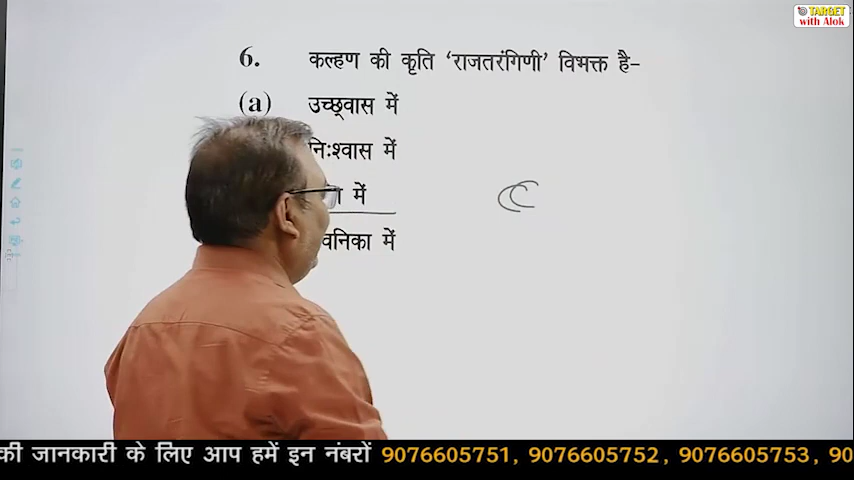 TARGET
with Alok
6. कल्हण की कृति ‘राजतरंगिणी’ विभक्त है-
(a) उच्छ्वास में
निःश्वास में
में
वनिका में
C
की जानकारी के लिए आप हमें इन नंबरों 9076605751, 9076605752, 9076605753, 90